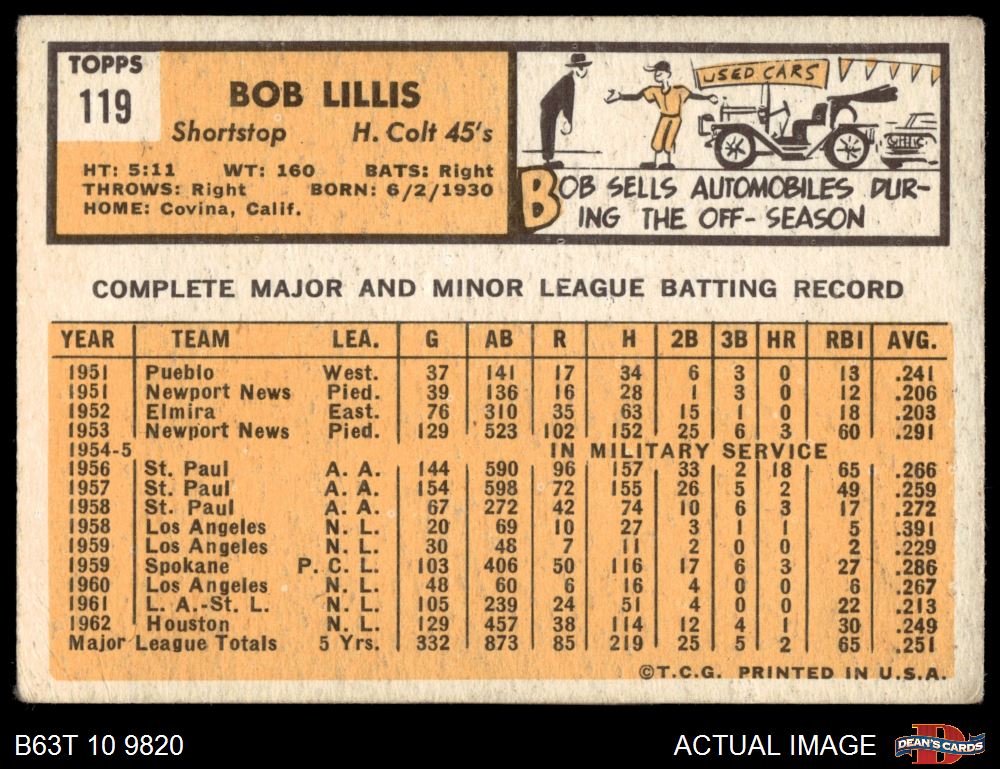 TOPPS
119
BOB LILLIS
Shortstop H. Colt 45's
HT: 5:11 WT: 160 BATS: Right
THROWS: Right BORN: 6/2/1930
HOME: Covina, Calif.
USED CARS
BOB SELLS AUTOMOBILES DUR-
ING THE OFF-SEASON
COMPLETE MAJOR AND MINOR LEAGUE BATTING RECORD
YEAR TEAM LEA. G AB R H 2B 3B HR RBI AVG.
1951 Pueblo West. 37 141 17 34 6 3 0 13 .241
1951 Newport News Pied. 39 136 16 28 1 3 0 12 .206
1952 Elmira East. 76 310 35 63 15 1 0 18 .203
1953 Newport News Pied. 129 523 102 152 25 6 3 60 .291
1954-5 IN MILITARY SERVICE
1956 St. Paul A. A. 144 590 96 157 33 2 18 65 .266
1957 St. Paul A. A. 154 598 72 155 26 5 2 49 .259
1958 St. Paul A. A. 67 272 42 74 10 6 3 17 .272
1958 Los Angeles N. L. 20 69 10 27 3 1 1 5 .391
1959 Los Angeles N. L. 30 48 7 11 2 0 0 2 .229
1959 Spokane P. C. L. 103 406 50 116 17 6 3 27 .286
1960 Los Angeles N. L. 48 60 6 16 4 0 0 6 .267
1961 L. A.-St. L. N. L. 105 239 24 51 4 0 0 22 .213
1962 Houston N. L. 129 457 38 114 12 4 1 30 .249
Major League Totals 5 Yrs. 332 873 85 219 25 5 2 65 .251
©T.C.G. PRINTED IN U.S.A.
B63T 10 9820
ACTUAL IMAGE
DEAN'S CARDS